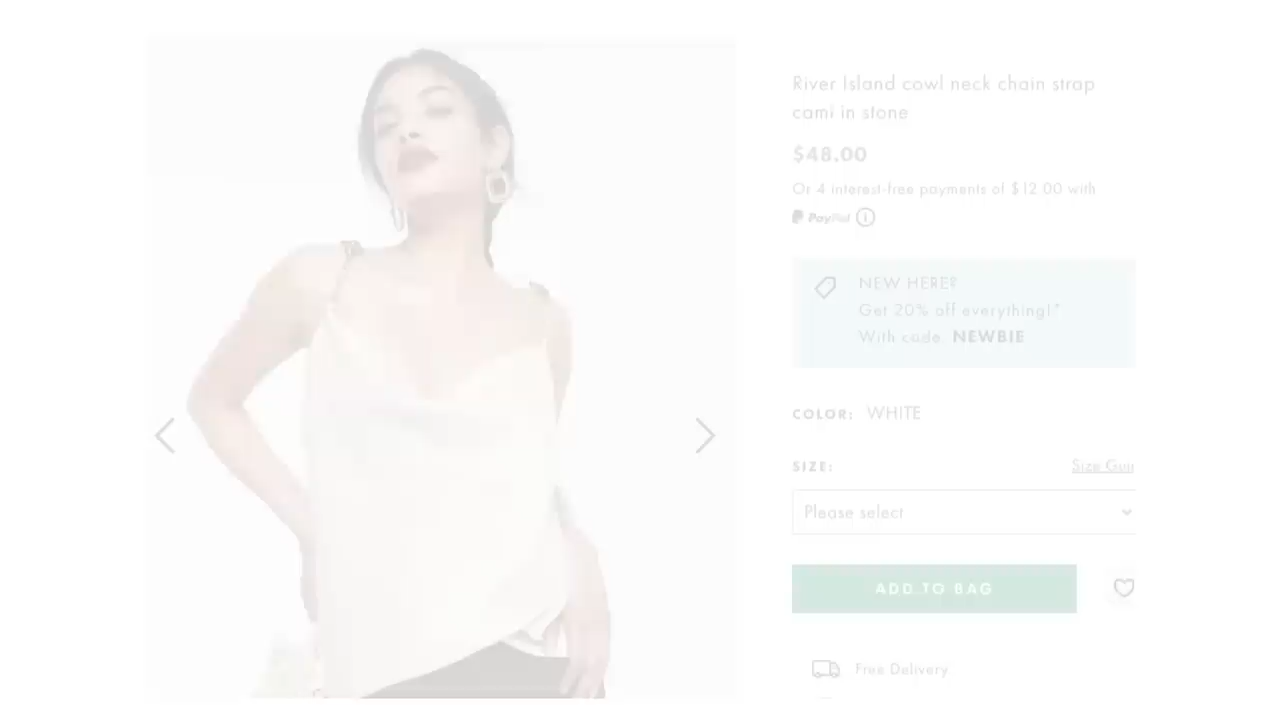 River Island cowl neck chain strap
cami in stone
$48.00
Or 4 interest-free payments of $12.00 with
PayPal
NEW HERE?
Get 20% off everything!*
With code: NEWBIE
COLOR: WHITE
SIZE: Size Gui
Please select
ADD TO BAG
Free Delivery